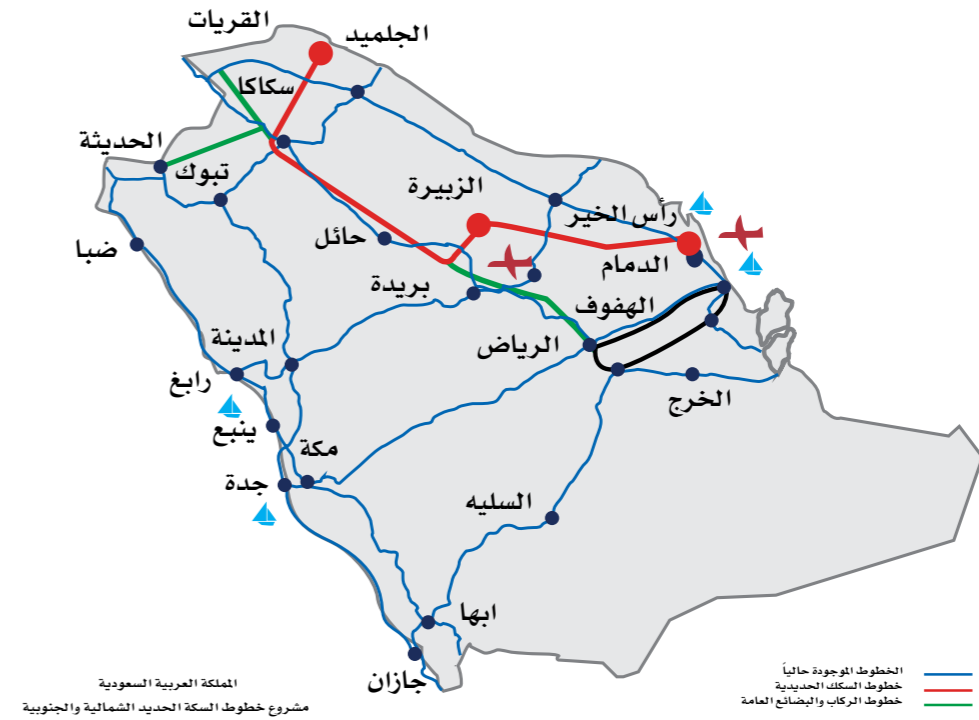 القريات
الجلميد
سكاكا
الحديثة
تبوك
الزبيرة
رأس الخير
ضبا
حائل
الدمام
بريدة
الهفوف
المدينة
الرياض
رابغ
الخرج
ينبع
مكة
جدة
السليه
ابها
جازان
الخطوط الموجودة حالياً
خطوط السكك الحديدية
خطوط الركاب والبضائع العامة
المملكة العربية السعودية
مشروع خطوط السكة الحديد الشمالية والجنوبية